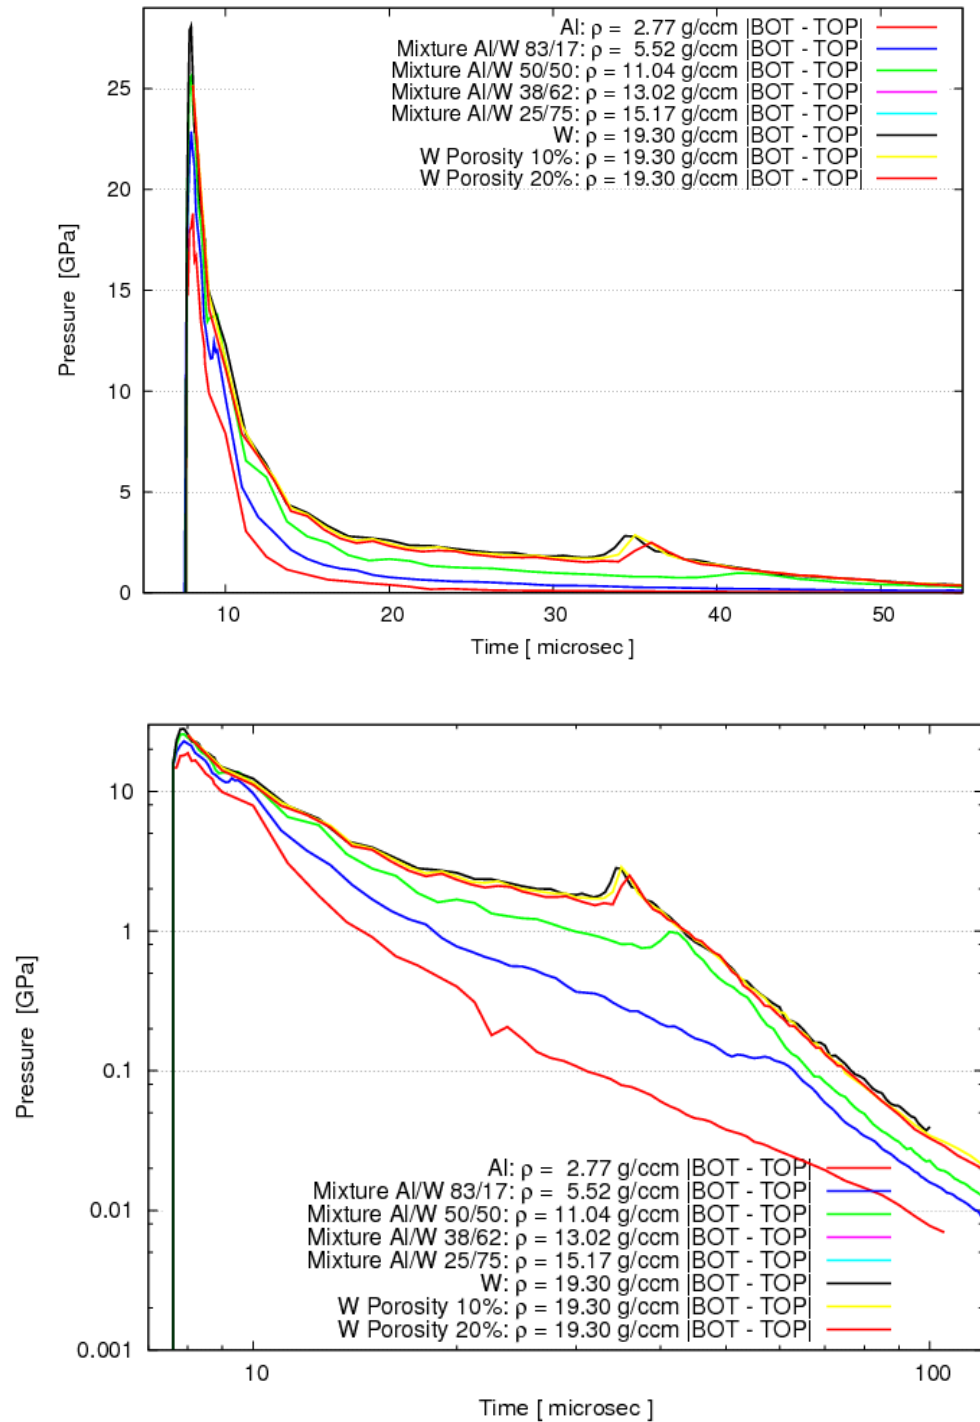 Al: ρ = 2.77 g/ccm |BOT - TOP|
Mixture Al/W 83/17: ρ = 5.52 g/ccm |BOT - TOP|
Mixture Al/W 50/50: ρ = 11.04 g/ccm |BOT - TOP|
Mixture Al/W 38/62: ρ = 13.02 g/ccm |BOT - TOP|
Mixture Al/W 25/75: ρ = 15.17 g/ccm |BOT - TOP|
W: ρ = 19.30 g/ccm |BOT - TOP|
W Porosity 10%: ρ = 19.30 g/ccm |BOT - TOP|
W Porosity 20%: ρ = 19.30 g/ccm |BOT - TOP|
25
20
15
10
5
0
Pressure [GPa]
10 20 30 40 50
Time [ microsec ]
10
1
0.1
0.01
0.001
Pressure [GPa]
Al: ρ = 2.77 g/ccm |BOT - TOP|
Mixture Al/W 83/17: ρ = 5.52 g/ccm |BOT - TOP|
Mixture Al/W 50/50: ρ = 11.04 g/ccm |BOT - TOP|
Mixture Al/W 38/62: ρ = 13.02 g/ccm |BOT - TOP|
Mixture Al/W 25/75: ρ = 15.17 g/ccm |BOT - TOP|
W: ρ = 19.30 g/ccm |BOT - TOP|
W Porosity 10%: ρ = 19.30 g/ccm |BOT - TOP|
W Porosity 20%: ρ = 19.30 g/ccm |BOT - TOP|
10 100
Time [ microsec ]